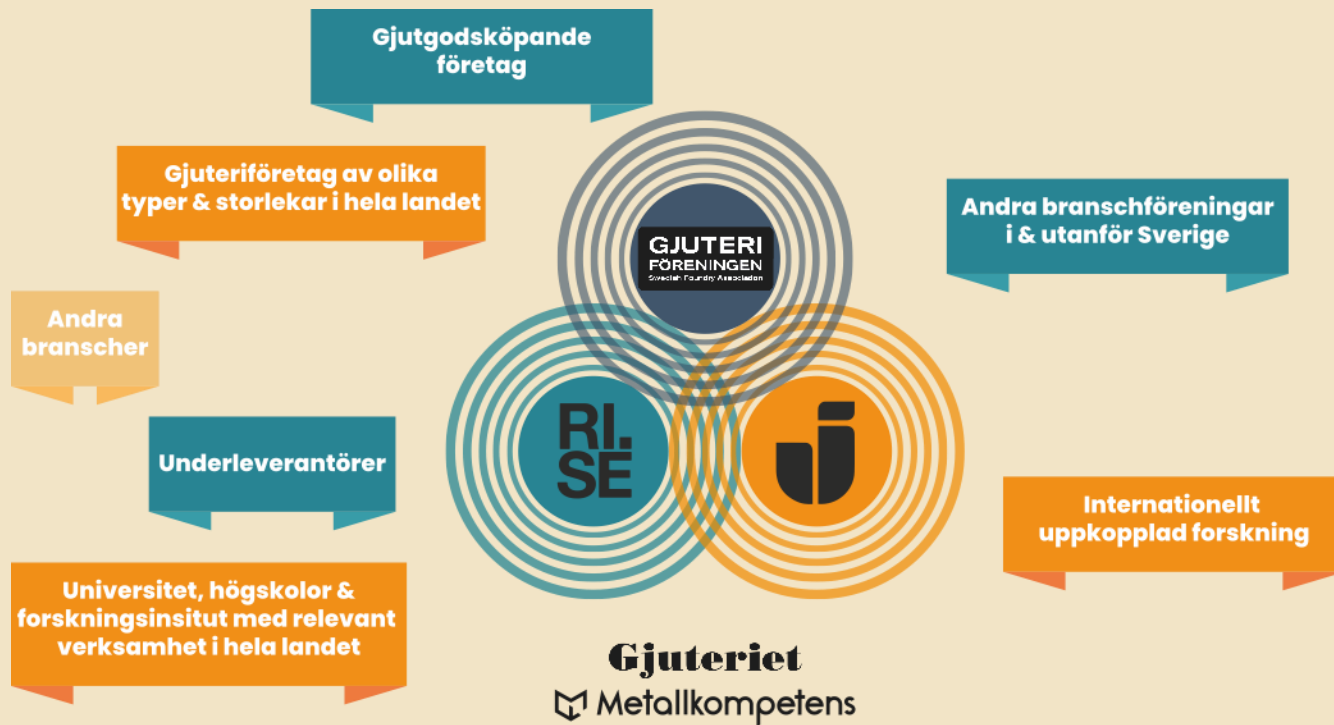 Gjutgodsköpande
företag
Gjuteriföretag av olika
typer & storlekar i hela landet
Andra branschföreningar
i & utanför Sverige
GJUTERI
FÖRENINGEN
Swedish Foundry Association
Andra
branscher
RI.
SE
Underleverantörer
Internationellt
uppkopplad forskning
Universitet, högskolor &
forskningsinsitut med relevant
verksamhet i hela landet
Gjuteriet
Metallkompetens